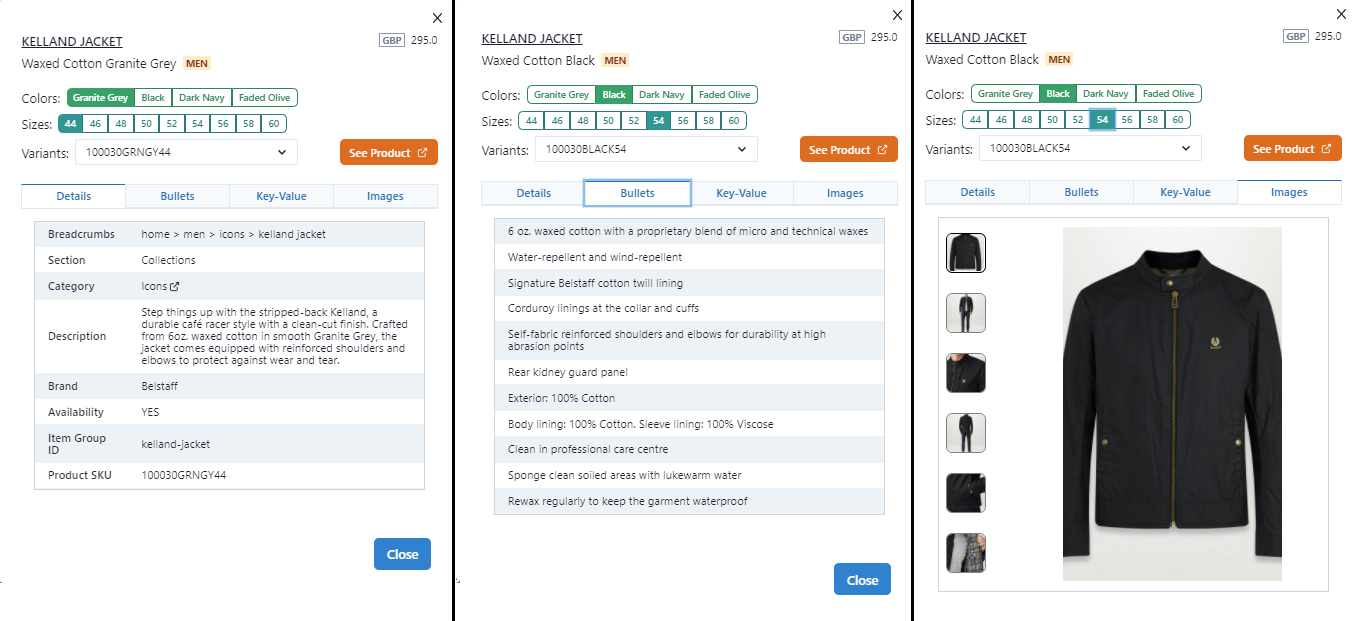 KELLAND JACKET
GBP 295.0
Waxed Cotton Granite Grey MEN
Colors: Granite Grey Black Dark Navy Faded Olive
Sizes: 44 46 48 50 52 54 56 58 60
Variants: 100030GRNGY44 See Product
Details Bullets Key-Value Images
Breadcrumbs home > men > icons > kelland jacket
Section Collections
Category Icons
Description Step things up with the stripped-back Kelland, a
durable café racer style with a clean-cut finish. Crafted
from 6oz. waxed cotton in smooth Granite Grey, the
jacket comes equipped with reinforced shoulders and
elbows to protect against wear and tear.
Brand Belstaff
Availability YES
Item Group
ID kelland-jacket
Product SKU 100030GRNGY44
Close
KELLAND JACKET
GBP 295.0
Waxed Cotton Black MEN
Colors: Granite Grey Black Dark Navy Faded Olive
Sizes: 44 46 48 50 52 54 56 58 60
Variants: 100030BLACK54 See Product
Details Bullets Key-Value Images
6 oz. waxed cotton with a proprietary blend of micro and technical waxes
Water-repellent and wind-repellent
Signature Belstaff cotton twill lining
Corduroy linings at the collar and cuffs
Self-fabric reinforced shoulders and elbows for durability at high
abrasion points
Rear kidney guard panel
Exterior: 100% Cotton
Body lining: 100% Cotton. Sleeve lining: 100% Viscose
Clean in professional care centre
Sponge clean soiled areas with lukewarm water
Rewax regularly to keep the garment waterproof
Close
KELLAND JACKET
GBP 295.0
Waxed Cotton Black MEN
Colors: Granite Grey Black Dark Navy Faded Olive
Sizes: 44 46 48 50 52 54 56 58 60
Variants: 100030BLACK54 See Product
Details Bullets Key-Value Images